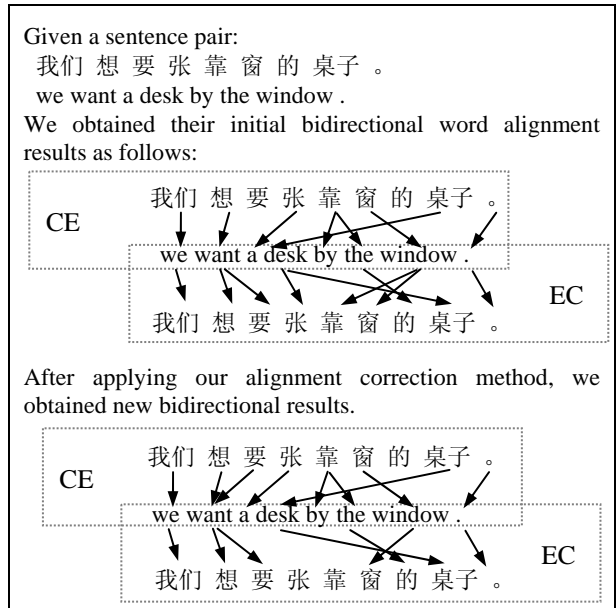 Given a sentence pair:
我们 想 要 张 靠 窗 的 桌子 。
we want a desk by the window .
We obtained their initial bidirectional word alignment
results as follows:
CE
我们 想 要 张 靠 窗 的 桌子 。
we want a desk by the window .
EC
我们 想 要 张 靠 窗 的 桌子 。
After applying our alignment correction method, we
obtained new bidirectional results.
CE
我们 想 要 张 靠 窗 的 桌子 。
we want a desk by the window .
EC
我们 想 要 张 靠 窗 的 桌子 。